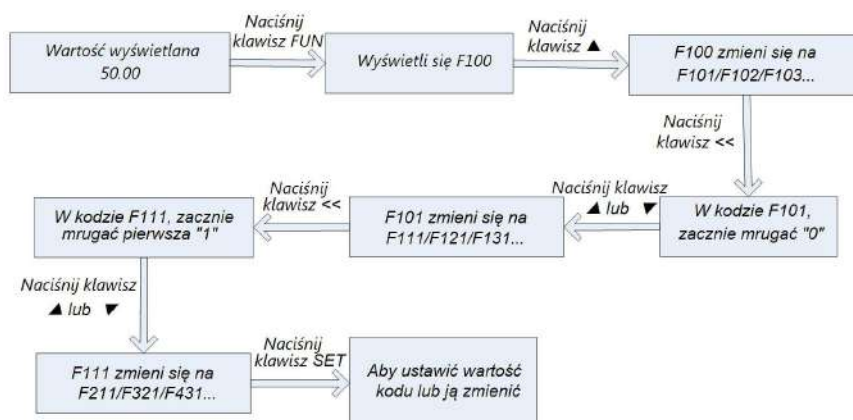 Wartość wyświetlana
50.00
Naciśnij
klawisz FUN
Wyświetli się F100
Naciśnij
klawisz ▲
F100 zmieni się na
F101/F102/F103...
Naciśnij
klawisz <<
W kodzie F101,
zacznie mrugać "0"
Naciśnij klawisz
▲ lub ▼
F101 zmieni się na
F111/F121/F131...
Naciśnij
klawisz <<
W kodzie F111, zacznie
mrugać pierwsza "1"
Naciśnij klawisz
▲ lub ▼
F111 zmieni się na
F211/F321/F431...
Naciśnij
klawisz SET
Aby ustawić wartość
kodu lub ją zmienić